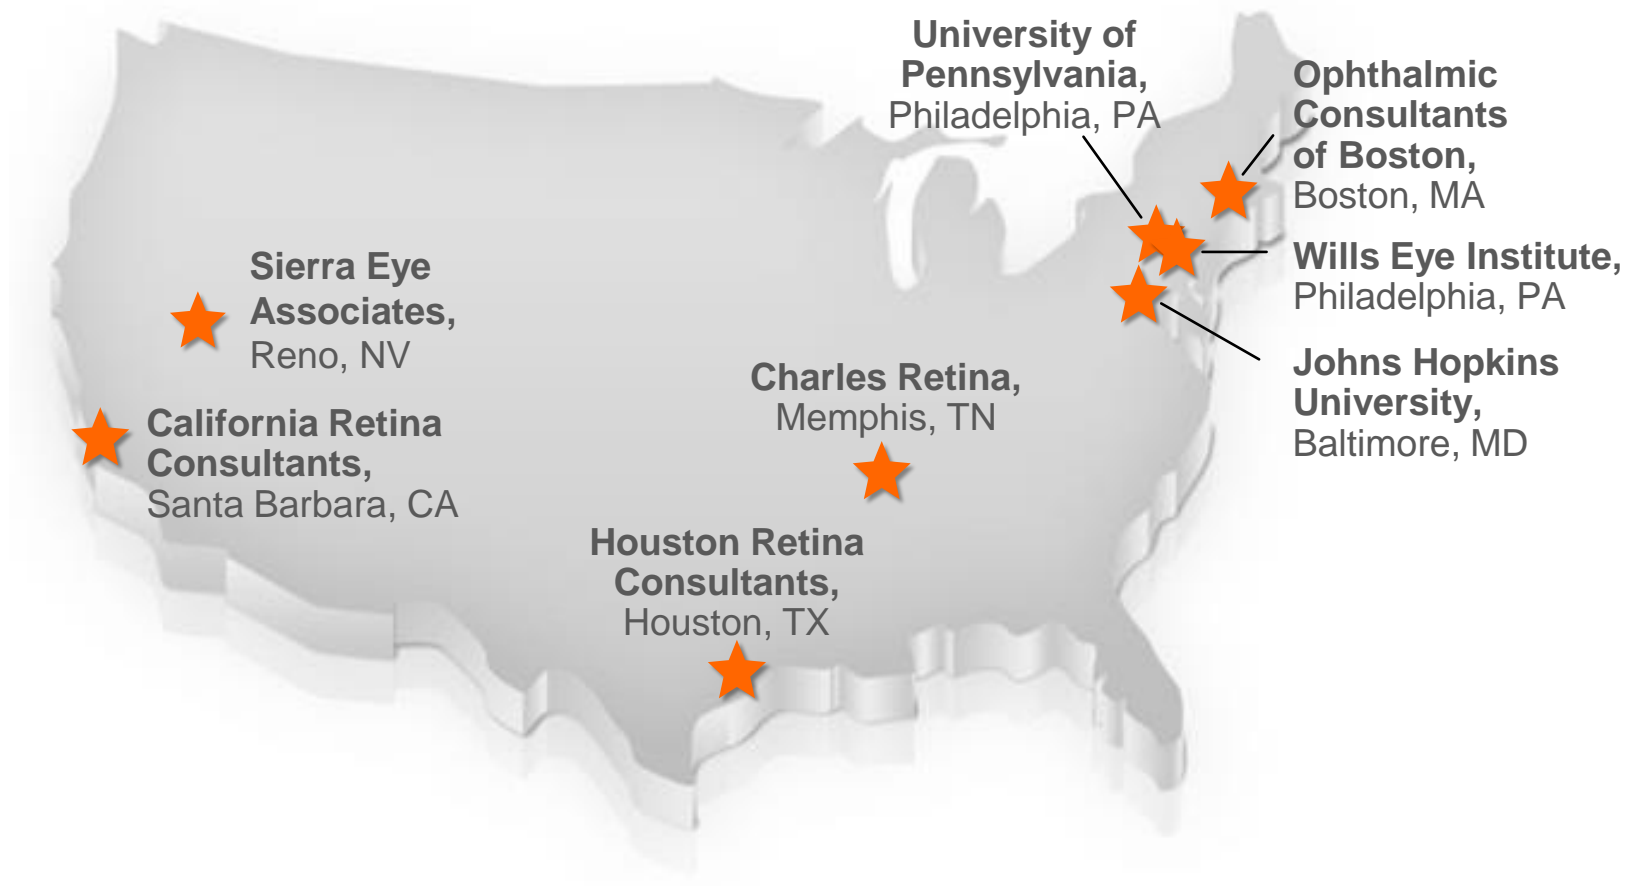 University of
Pennsylvania,
Philadelphia, PA
Ophthalmic
Consultants
of Boston,
Boston, MA
Wills Eye Institute,
Philadelphia, PA
Johns Hopkins
University,
Baltimore, MD
Sierra Eye
Associates,
Reno, NV
Charles Retina,
Memphis, TN
California Retina
Consultants,
Santa Barbara, CA
Houston Retina
Consultants,
Houston, TX